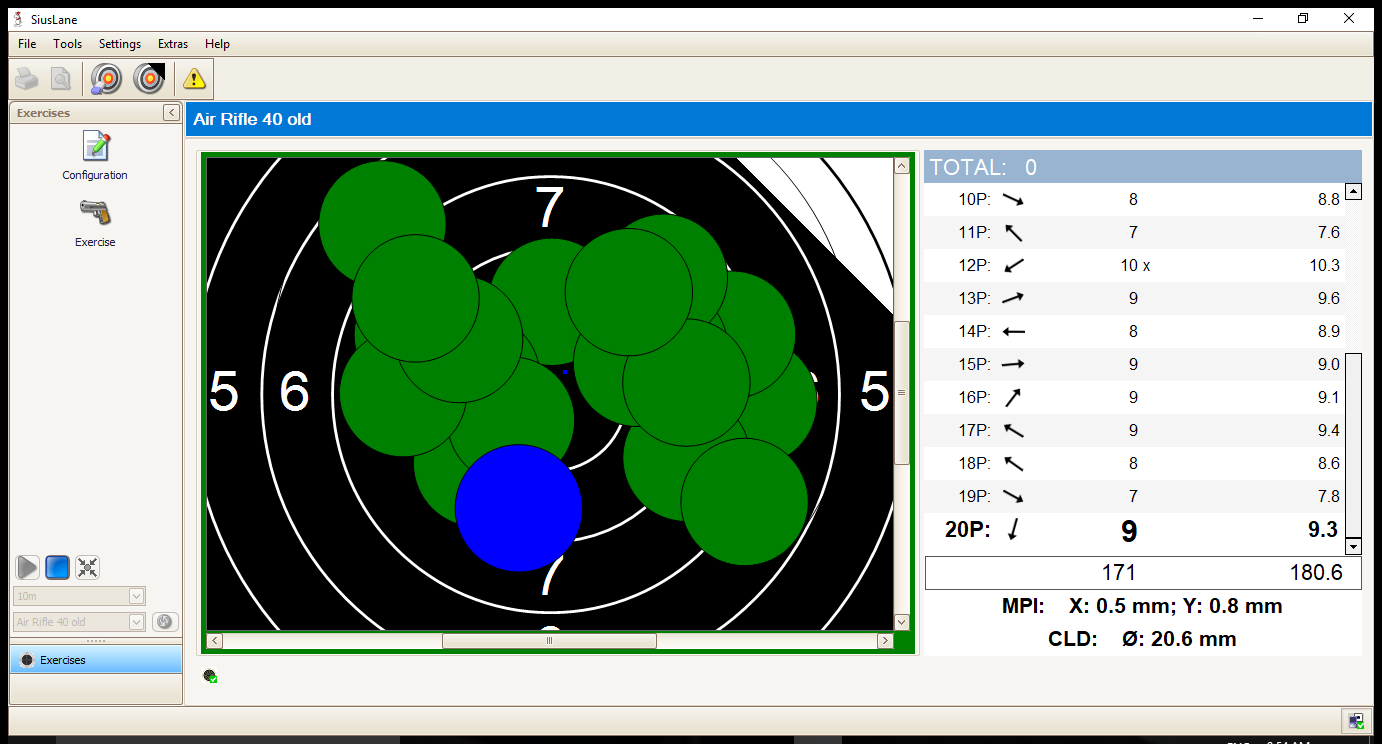 SiusLane
File Tools Settings Extras Help
Exercises
Configuration
Exercise
10m
Air Rifle 40 old
Exercises
Air Rifle 40 old
7
5 6 5
7
TOTAL: 0
10P: 8 8.8
11P: 7 7.6
12P: 10 x 10.3
13P: 9 9.6
14P: 8 8.9
15P: 9 9.0
16P: 9 9.1
17P: 9 9.4
18P: 8 8.6
19P: 7 7.8
20P: 9 9.3
171 180.6
MPI: X: 0.5 mm; Y: 0.8 mm
CLD: Ø: 20.6 mm